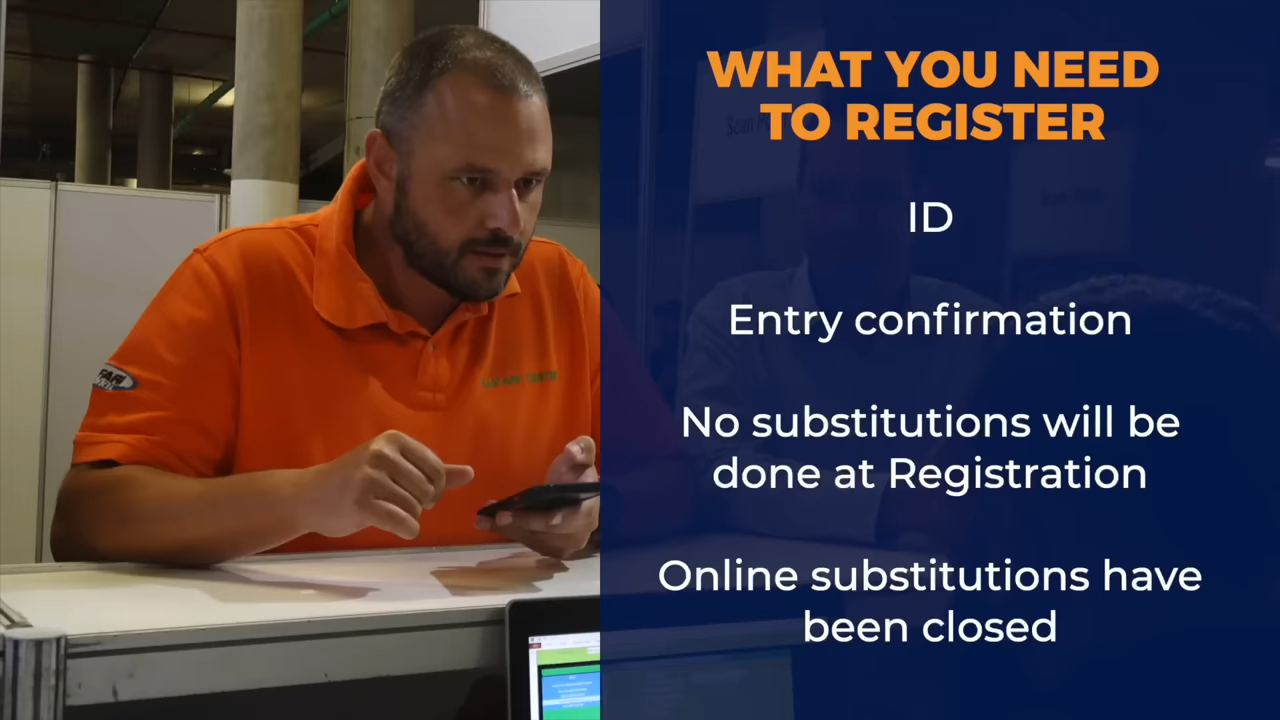 WHAT YOU NEED
TO REGISTER
ID
Entry confirmation
No substitutions will be
done at Registration
Online substitutions have
been closed